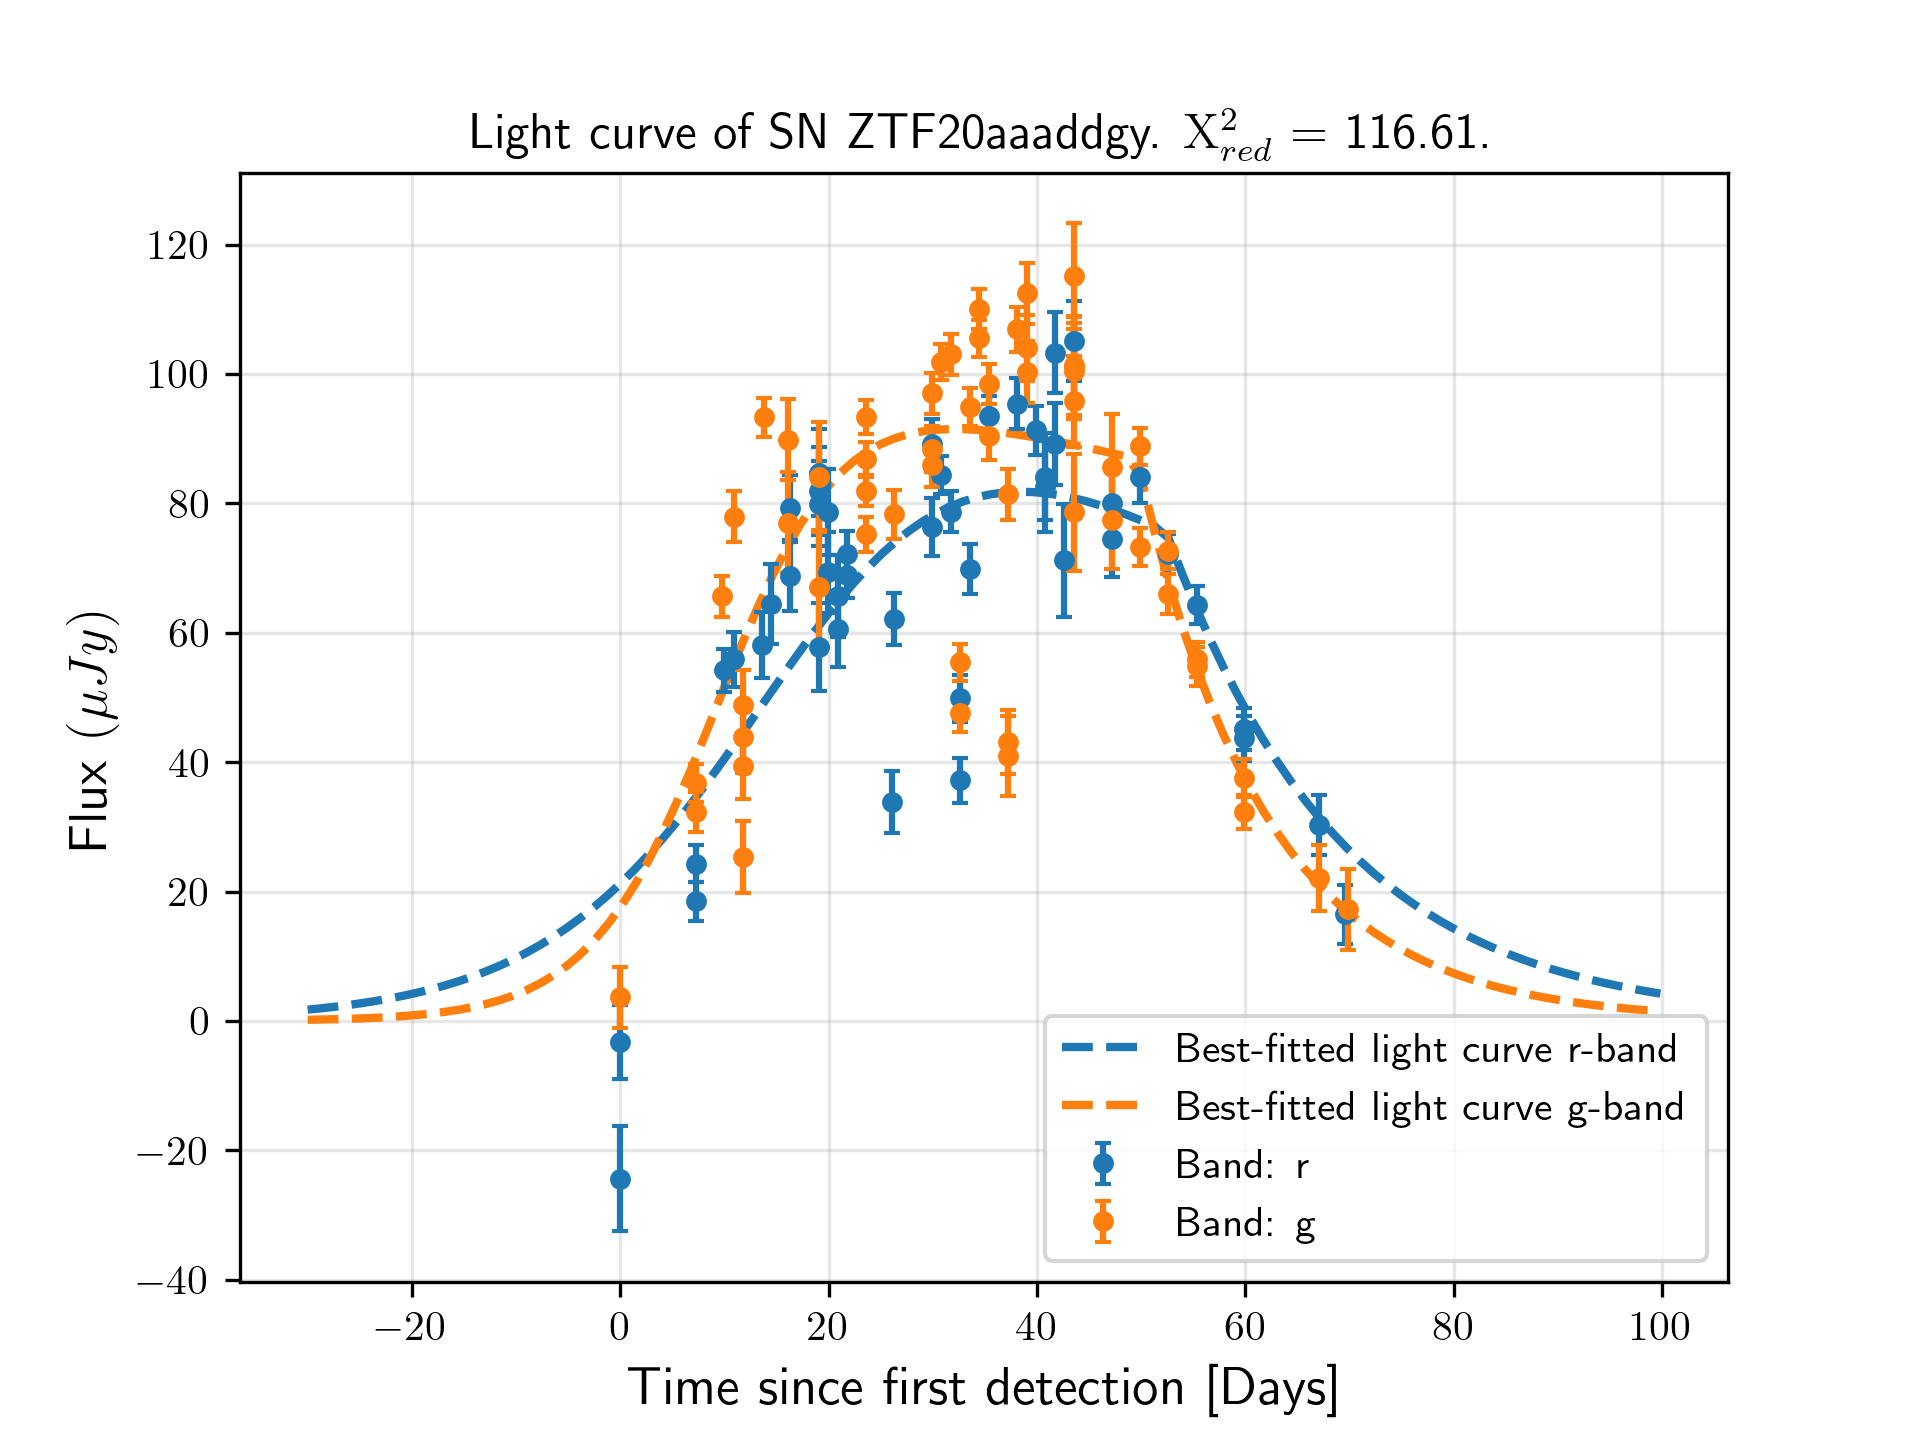 Light curve of SN ZTF20aaaddgy. X²_red = 116.61.
120
100
80
60
40
20
0
−20
−40
Flux (μJy)
−20 0 20 40 60 80 100
Time since first detection [Days]
Best-fitted light curve r-band
Best-fitted light curve g-band
Band: r
Band: g